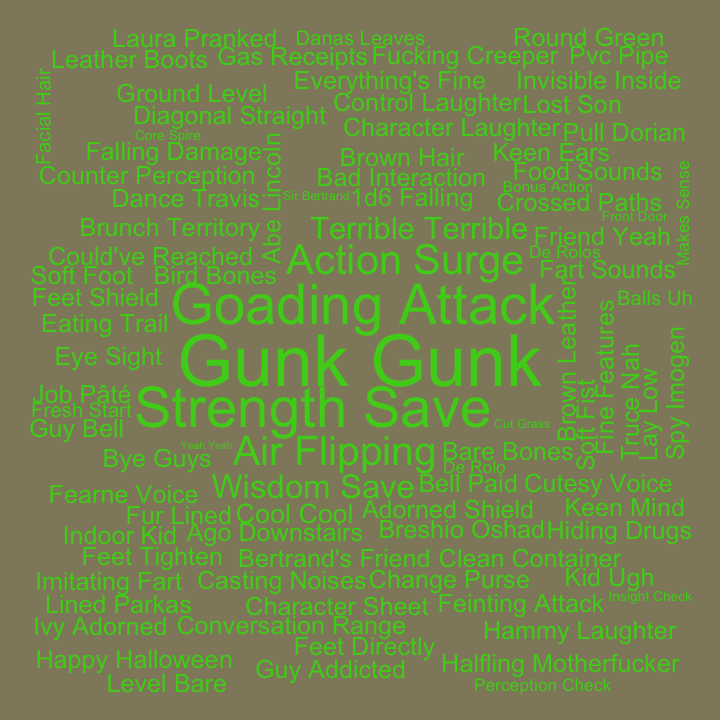 Laura Pranked
Danas Leaves
Round Green
Leather Boots
Gas Receipts
Fucking Creeper
Pvc Pipe
Everything's Fine
Invisible Inside
Facial Hair
Ground Level
Control Laughter
Lost Son
Diagonal Straight
Character Laughter
Pull Dorian
Core Spire
Falling Damage
Abe Lincoln
Brown Hair
Keen Ears
Counter Perception
Bad Interaction
Food Sounds
Bonus Action
Dance Travis
Sir Bertrand
1d6 Falling
Crossed Paths
Makes Sense
Front Door
Brunch Territory
Terrible Terrible
Friend Yeah
Could've Reached
Action Surge
De Rolos
Soft Foot
Bird Bones
Fart Sounds
Feet Shield
Goading Attack
Balls Uh
Eating Trail
Brown Leather
Fine Features
Eye Sight
Gunk Gunk
Truce Nah
Lay Low
Spy Imogen
Job Pâté
Fresh Start
Strength Save
Soft Fist
Guy Bell
Cut Grass
Yeah Yeah
Bye Guys
Air Flipping
Bare Bones
De Rolo
Fearne Voice
Wisdom Save
Bell Paid
Cutesy Voice
Fur Lined
Cool Cool
Adorned Shield
Keen Mind
Indoor Kid
Ago Downstairs
Breshio Oshad
Hiding Drugs
Feet Tighten
Bertrand's Friend
Clean Container
Imitating Fart
Casting Noises
Change Purse
Kid Ugh
Insight Check
Lined Parkas
Character Sheet
Feinting Attack
Ivy Adorned
Conversation Range
Hammy Laughter
Feet Directly
Happy Halloween
Guy Addicted
Halfling Motherfucker
Level Bare
Perception Check